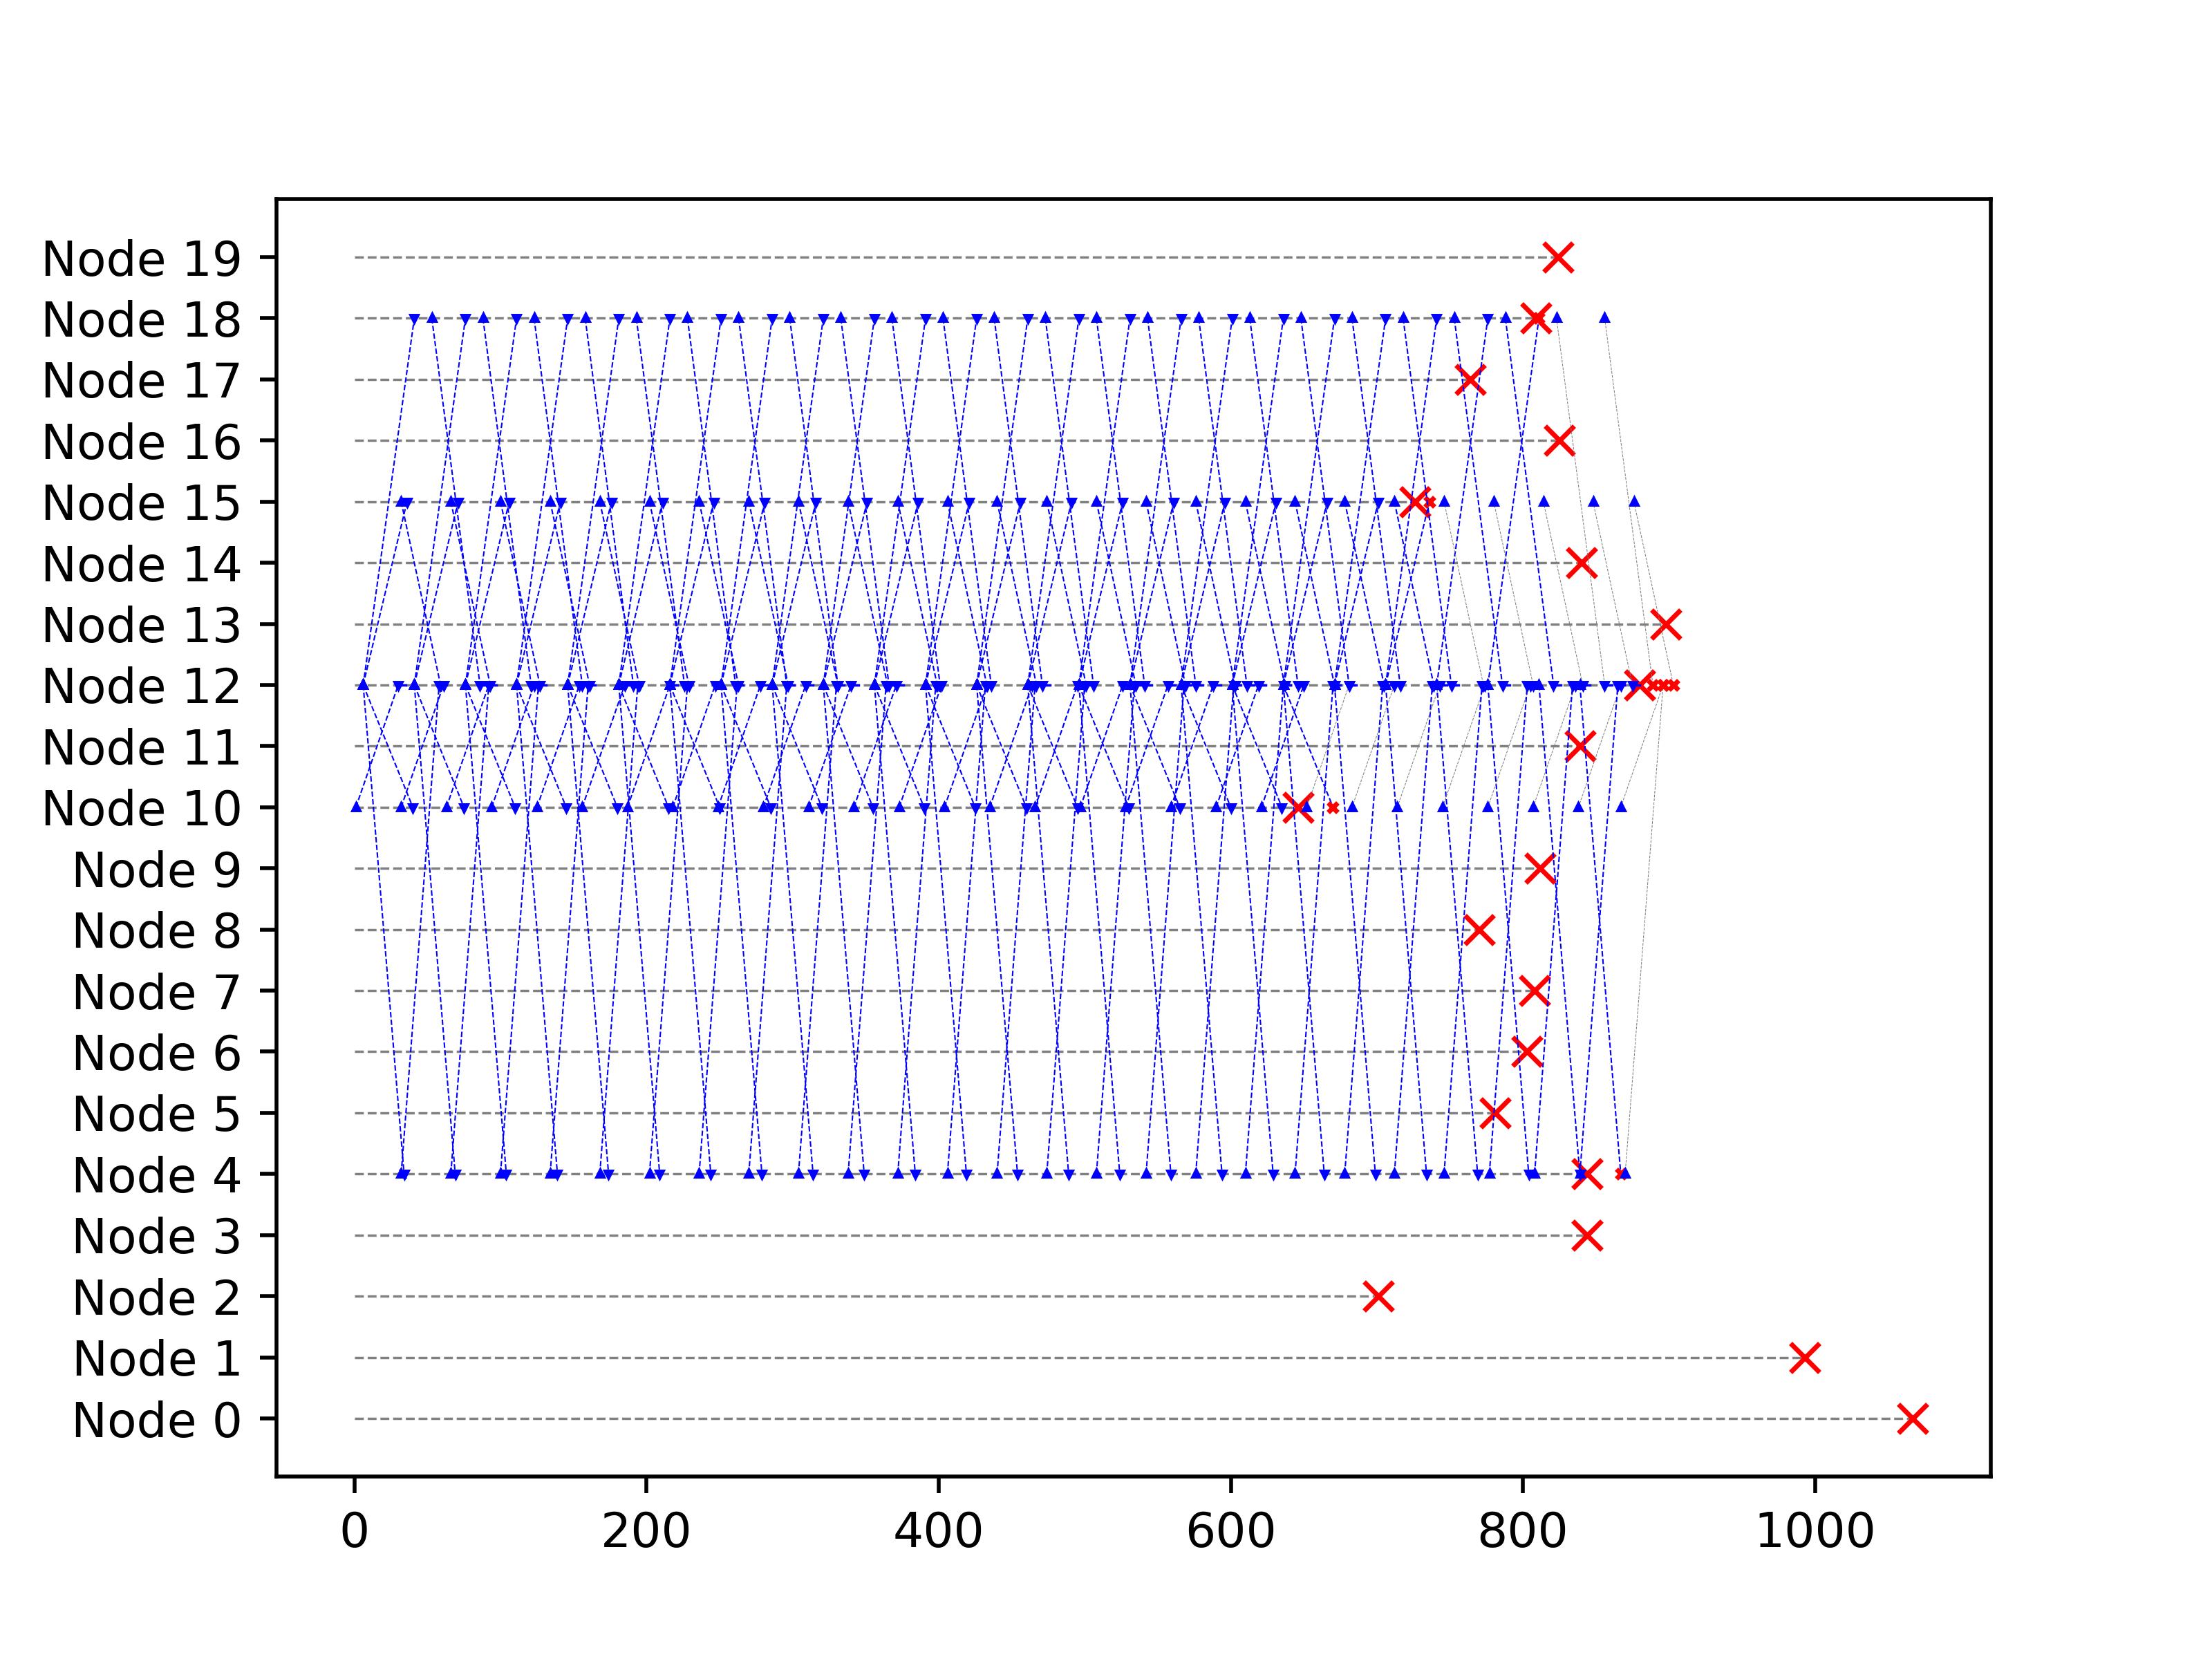 Node 19
Node 18
Node 17
Node 16
Node 15
Node 14
Node 13
Node 12
Node 11
Node 10
Node 9
Node 8
Node 7
Node 6
Node 5
Node 4
Node 3
Node 2
Node 1
Node 0
0 200 400 600 800 1000